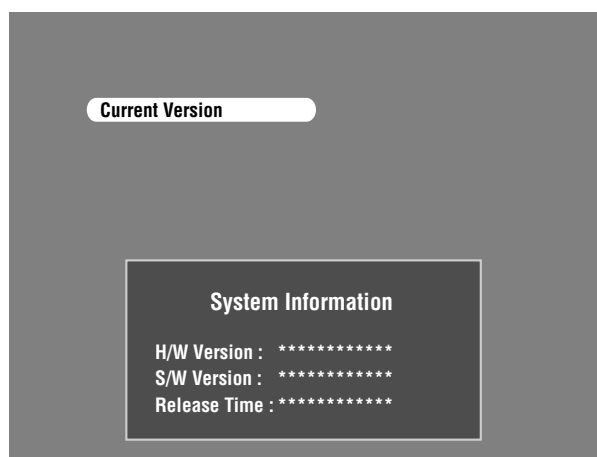 Current Version
System Information
H/W Version : ************
S/W Version : ************
Release Time : ************